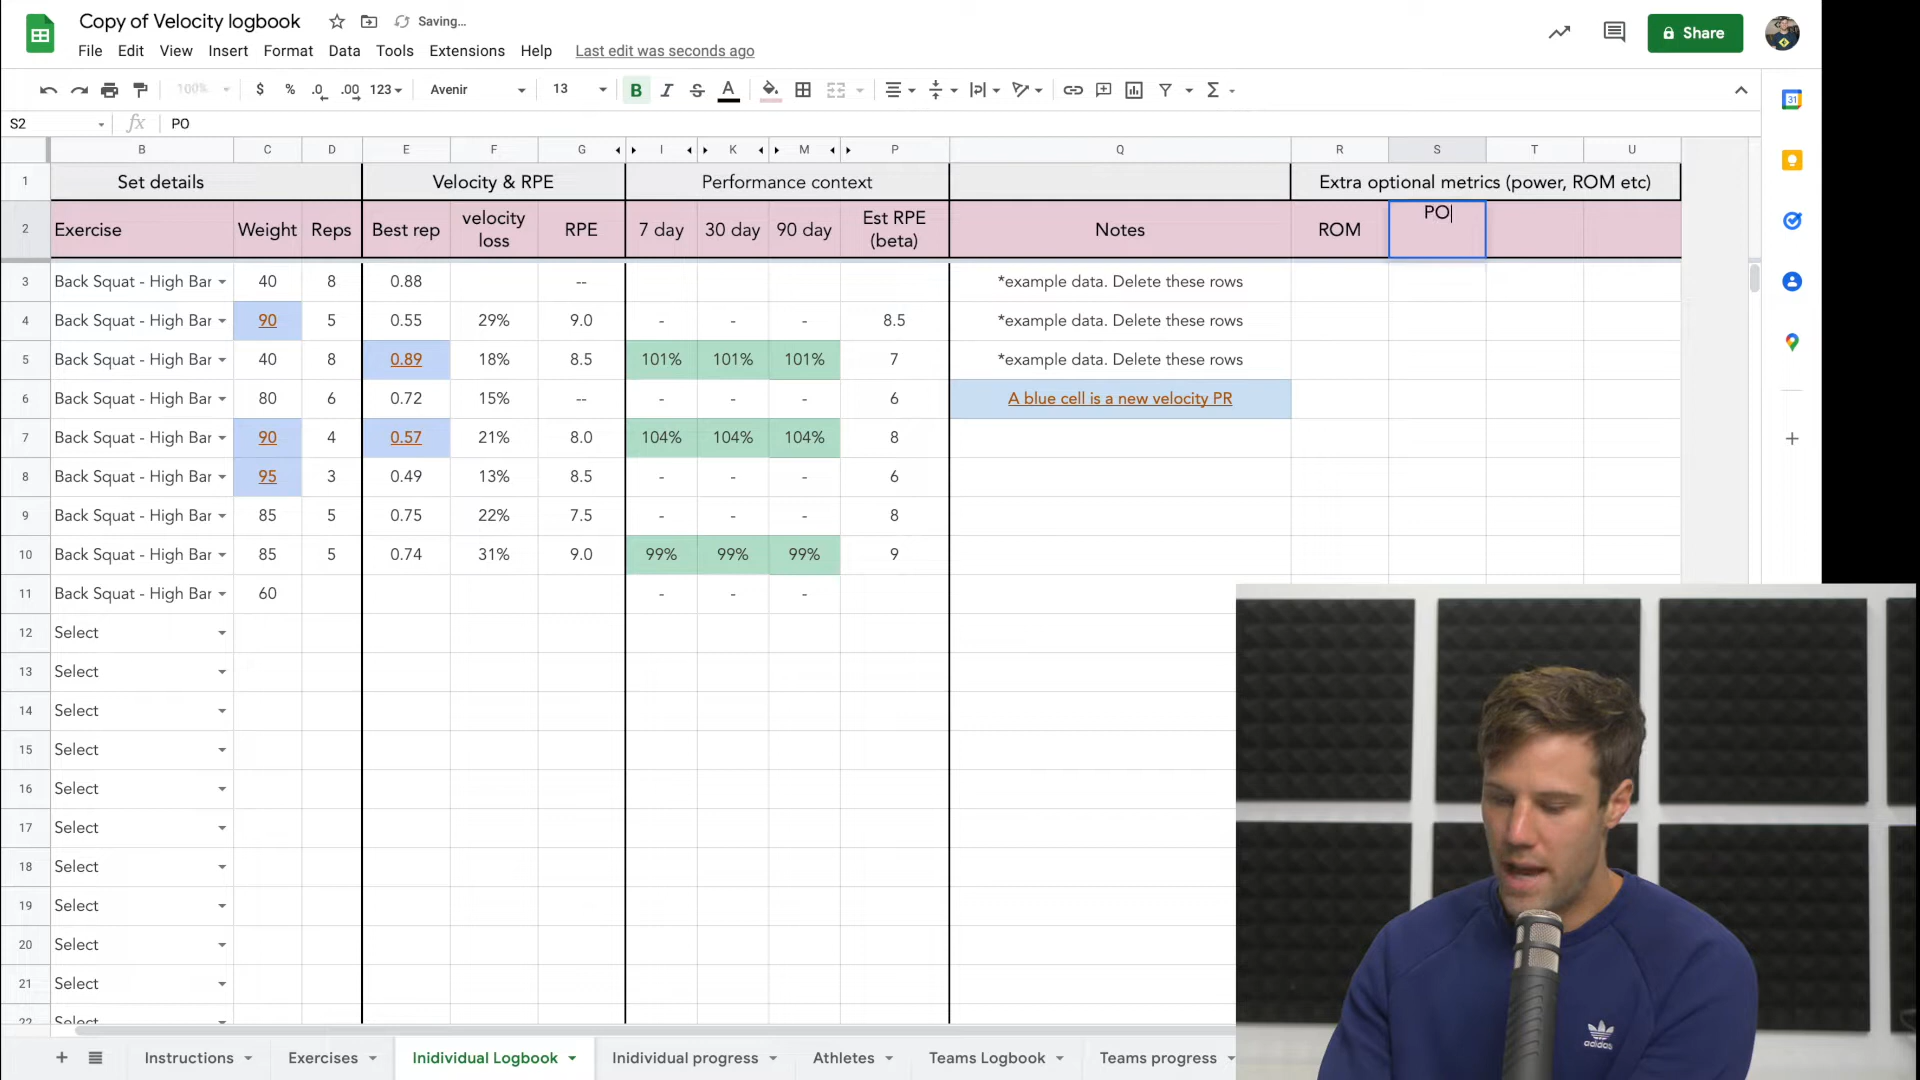 Copy of Velocity logbook Saving...
File Edit View Insert Format Data Tools Extensions Help Last edit was seconds ago
Share
100% $ % .0 .00 123 Avenir 13 B I S A Σ
31
S2 fx PO
B C D E F G I K M P Q R S T U
1 Set details Velocity & RPE Performance context Extra optional metrics (power, ROM etc)
2 Exercise Weight Reps Best rep velocity loss RPE 7 day 30 day 90 day Est RPE (beta) Notes ROM PO
3 Back Squat - High Bar 40 8 0.88 -- *example data. Delete these rows
4 Back Squat - High Bar 90 5 0.55 29% 9.0 - - - 8.5 *example data. Delete these rows
5 Back Squat - High Bar 40 8 0.89 18% 8.5 101% 101% 101% 7 *example data. Delete these rows
6 Back Squat - High Bar 80 6 0.72 15% -- - - - 6 A blue cell is a new velocity PR
7 Back Squat - High Bar 90 4 0.57 21% 8.0 104% 104% 104% 8
8 Back Squat - High Bar 95 3 0.49 13% 8.5 - - - 6
9 Back Squat - High Bar 85 5 0.75 22% 7.5 - - - 8
10 Back Squat - High Bar 85 5 0.74 31% 9.0 99% 99% 99% 9
11 Back Squat - High Bar 60 - - -
12 Select
13 Select
14 Select
15 Select
16 Select
17 Select
18 Select
19 Select
20 Select
21 Select
22 Select
adidas
Instructions Exercises Inidividual Logbook Inidividual progress Athletes Teams Logbook Teams progress